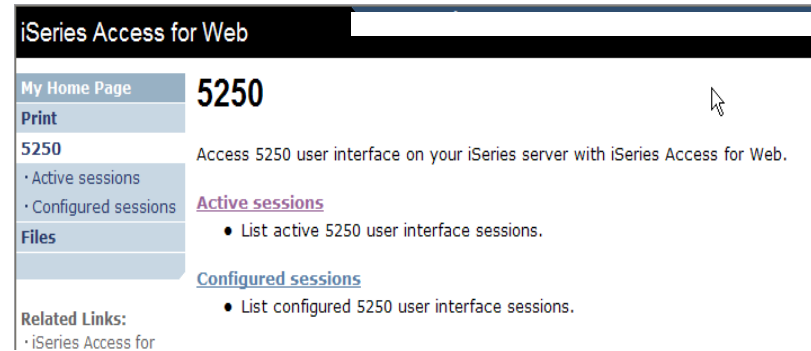 iSeries Access for Web
My Home Page
Print
5250
· Active sessions
· Configured sessions
Files
Related Links:
· iSeries Access for
5250
Access 5250 user interface on your iSeries server with iSeries Access for Web.
Active sessions
● List active 5250 user interface sessions.
Configured sessions
● List configured 5250 user interface sessions.